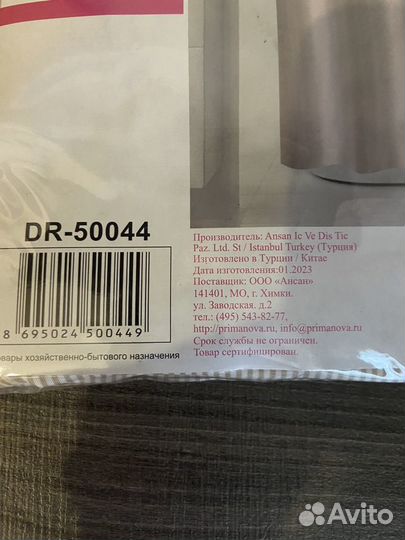 DR-50044
8 695024 500449
овары хозяйственно-бытового назначения
Производитель: Ansan Ic Ve Dis Tic
Paz. Ltd. St / Istanbul Turkey (Турция)
Изготовлено в Турции / Китае
Дата изготовления:01.2023
Поставщик: ООО «Ансан»
141401, МО, г. Химки.
ул. Заводская. д.2
тел.: (495) 543-82-77,
http://primanova.ru, info@primanova.ru
Срок службы не ограничен.
Товар сертифицирован.
Avito